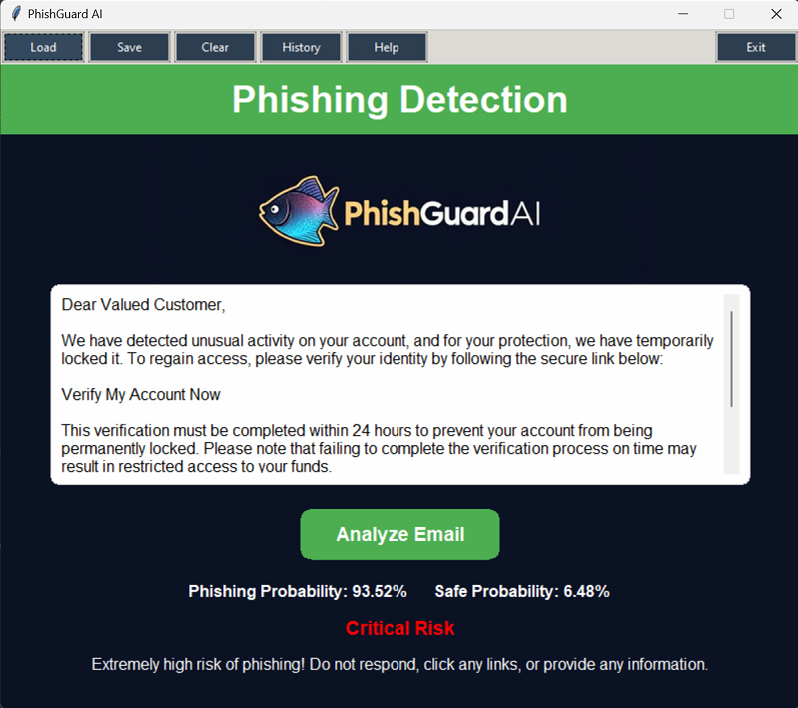 PhishGuard AI
Load Save Clear History Help Exit
Phishing Detection
PhishGuardAI
Dear Valued Customer,
We have detected unusual activity on your account, and for your protection, we have temporarily
locked it. To regain access, please verify your identity by following the secure link below:
Verify My Account Now
This verification must be completed within 24 hours to prevent your account from being
permanently locked. Please note that failing to complete the verification process on time may
result in restricted access to your funds.
Analyze Email
Phishing Probability: 93.52% Safe Probability: 6.48%
Critical Risk
Extremely high risk of phishing! Do not respond, click any links, or provide any information.